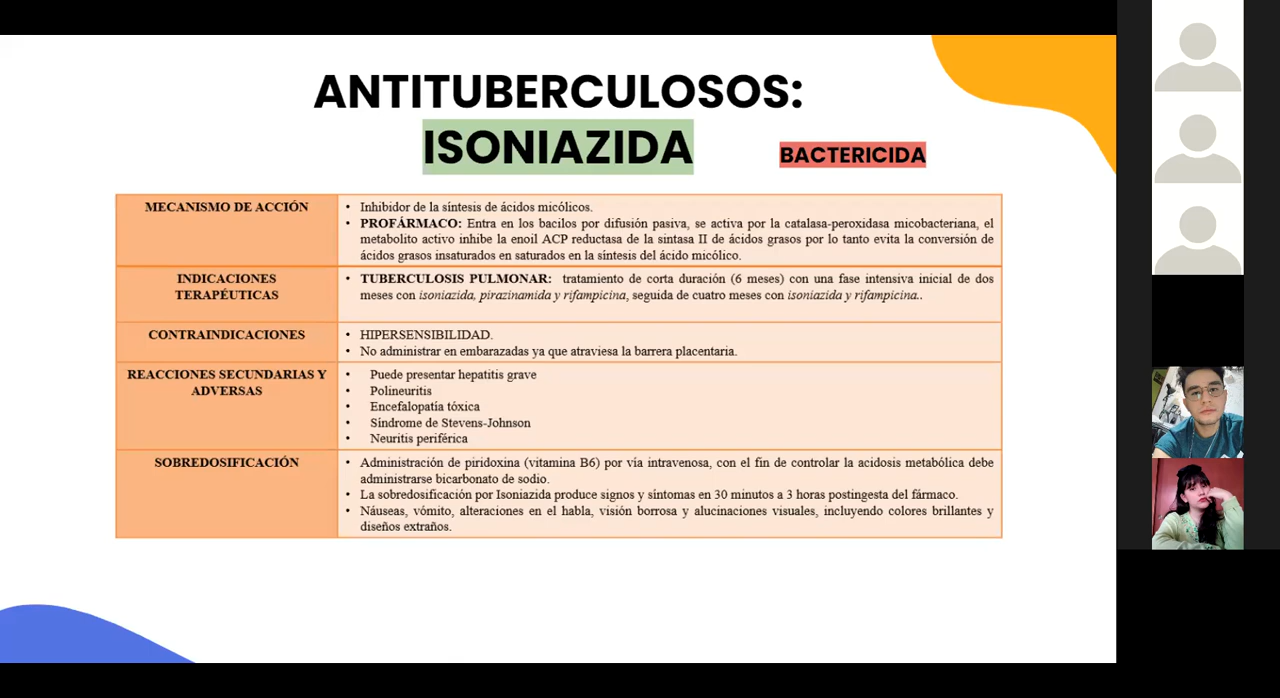 ANTITUBERCULOSOS:
ISONIAZIDA
BACTERICIDA
MECANISMO DE ACCIÓN
• Inhibidor de la síntesis de ácidos micólicos.
• PROFÁRMACO: Entra en los bacilos por difusión pasiva, se activa por la catalasa-peroxidasa micobacteriana, el
metabolito activo inhibe la enoil ACP reductasa de la sintasa II de ácidos grasos por lo tanto evita la conversión de
ácidos grasos insaturados en saturados en la síntesis del ácido micólico.
INDICACIONES
TERAPÉUTICAS
• TUBERCULOSIS PULMONAR: tratamiento de corta duración (6 meses) con una fase intensiva inicial de dos
meses con isoniazida, pirazinamida y rifampicina, seguida de cuatro meses con isoniazida y rifampicina..
CONTRAINDICACIONES
• HIPERSENSIBILIDAD.
• No administrar en embarazadas ya que atraviesa la barrera placentaria.
REACCIONES SECUNDARIAS Y
ADVERSAS
• Puede presentar hepatitis grave
• Polineuritis
• Encefalopatía tóxica
• Síndrome de Stevens-Johnson
• Neuritis periférica
SOBREDOSIFICACIÓN
• Administración de piridoxina (vitamina B6) por vía intravenosa, con el fin de controlar la acidosis metabólica debe
administrarse bicarbonato de sodio.
• La sobredosificación por Isoniazida produce signos y síntomas en 30 minutos a 3 horas postingesta del fármaco.
• Náuseas, vómito, alteraciones en el habla, visión borrosa y alucinaciones visuales, incluyendo colores brillantes y
diseños extraños.